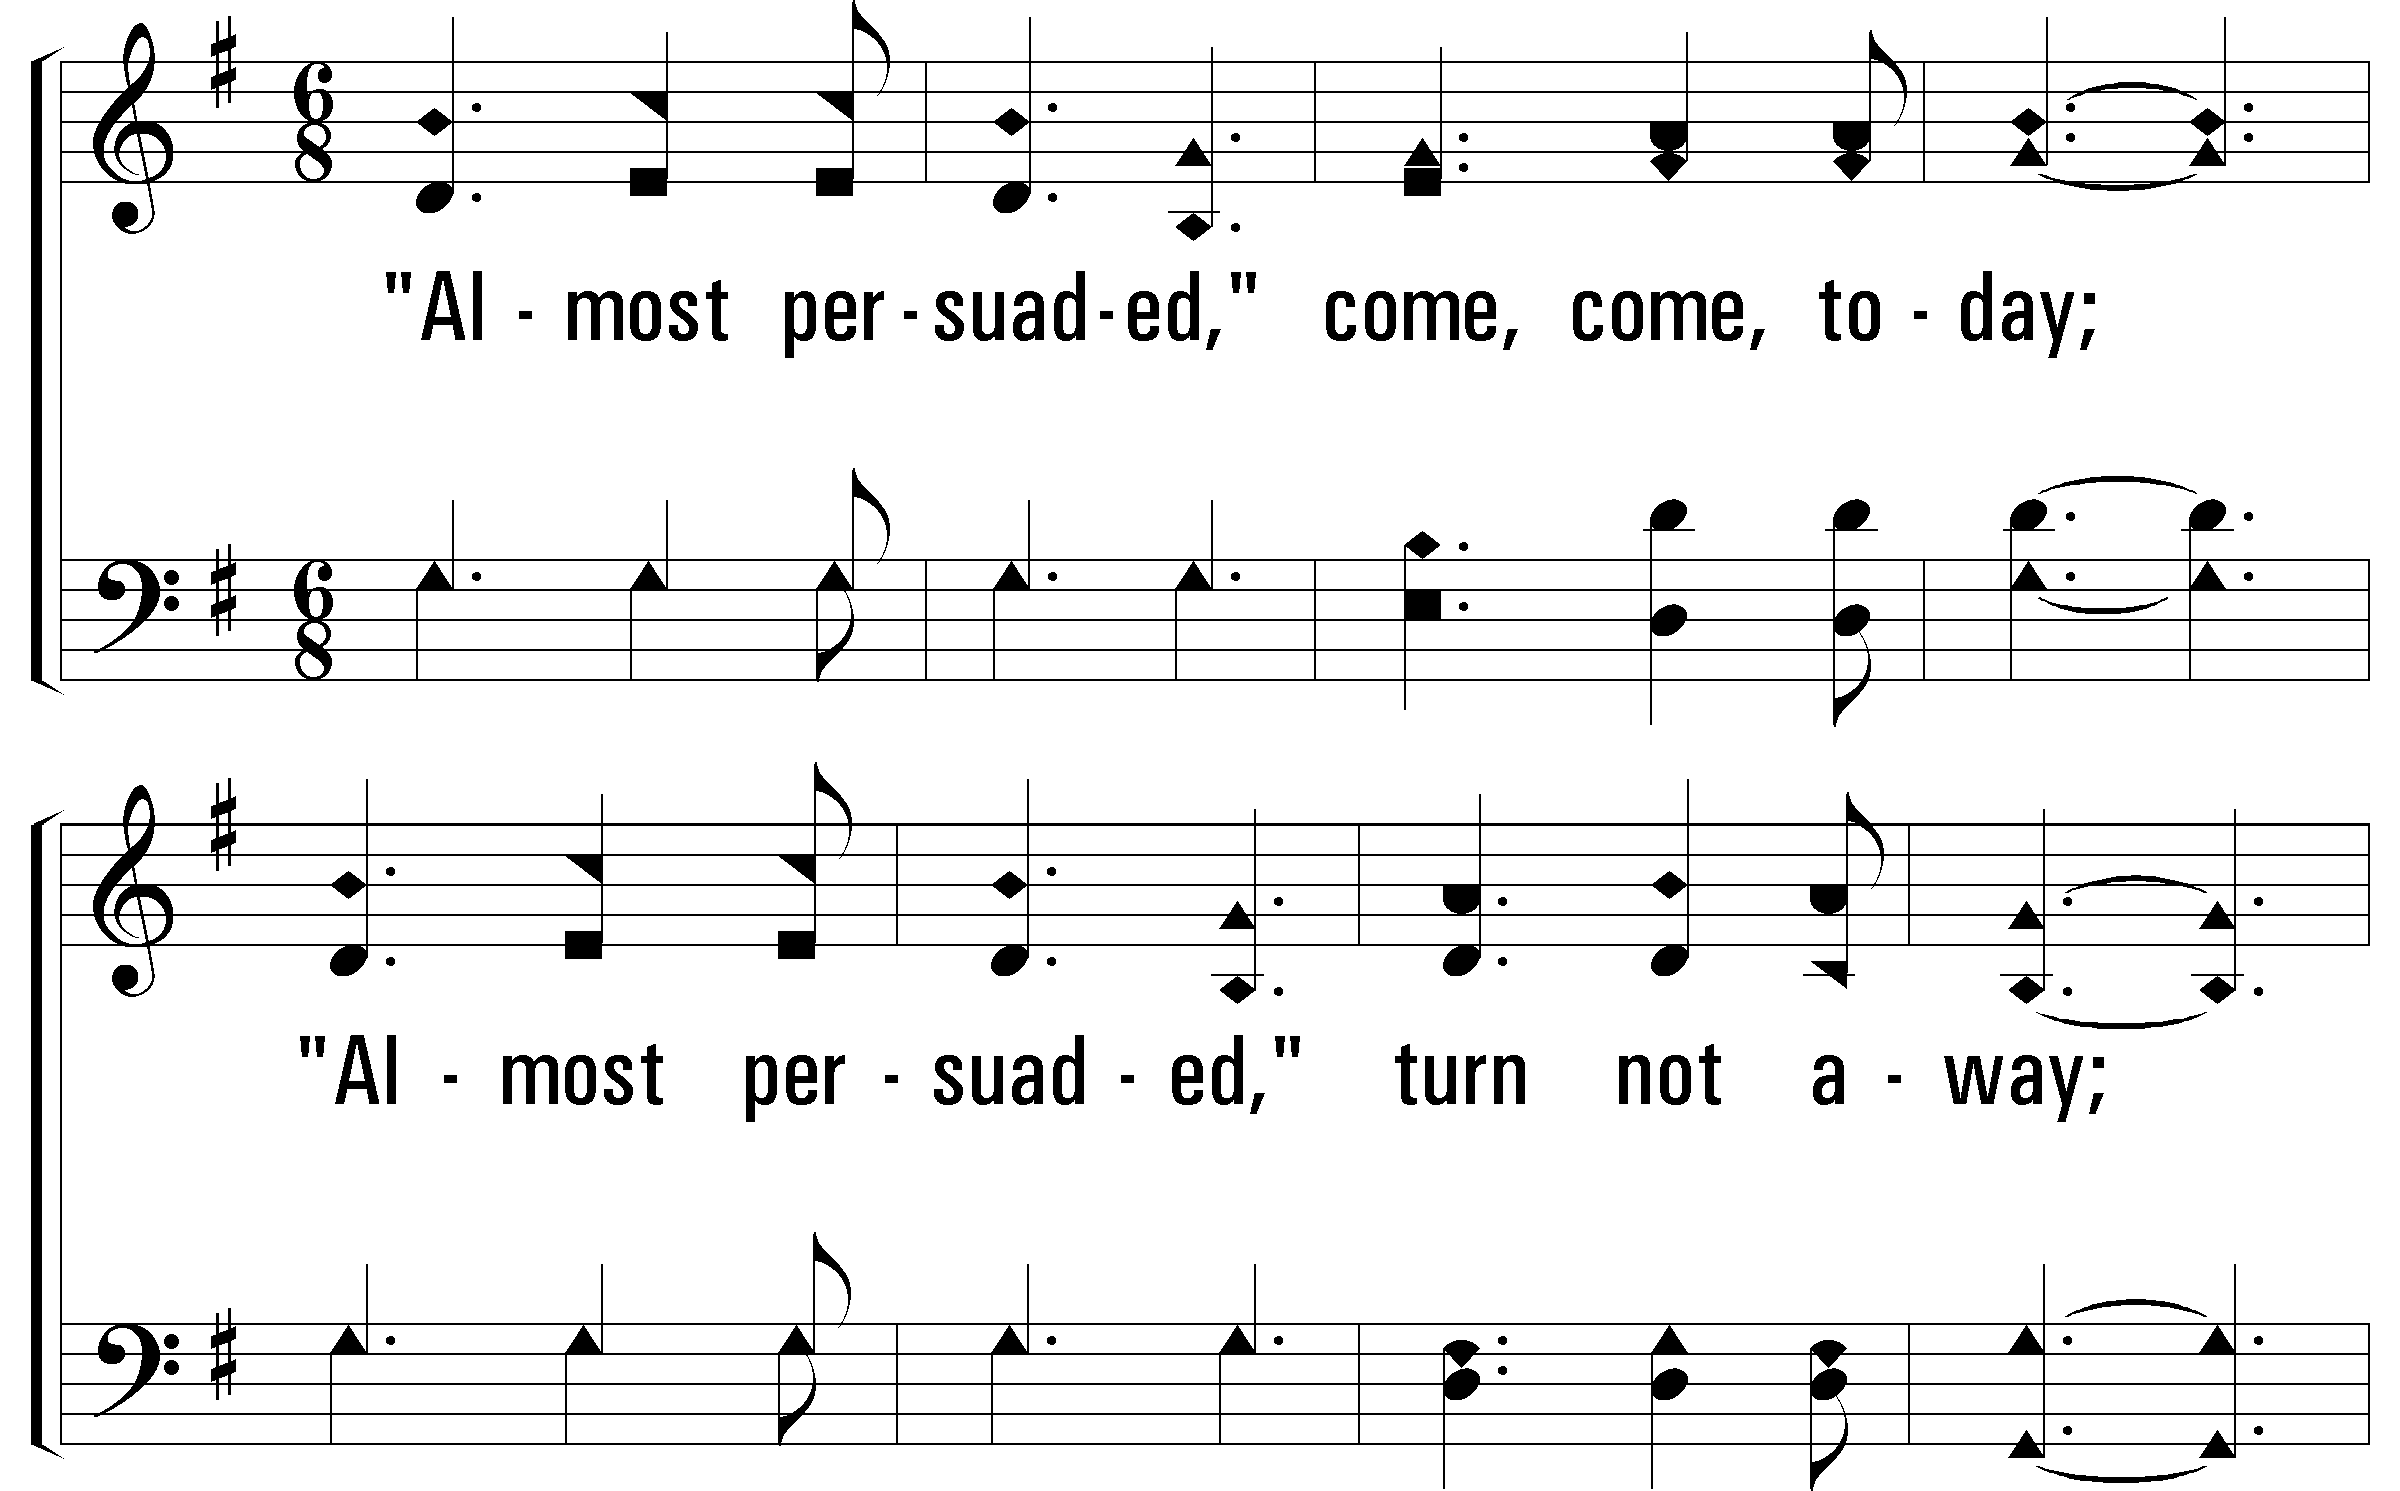 "Al - most per - suad - ed," come, come, to - day;
"Al - most per - suad - ed," turn not a - way;